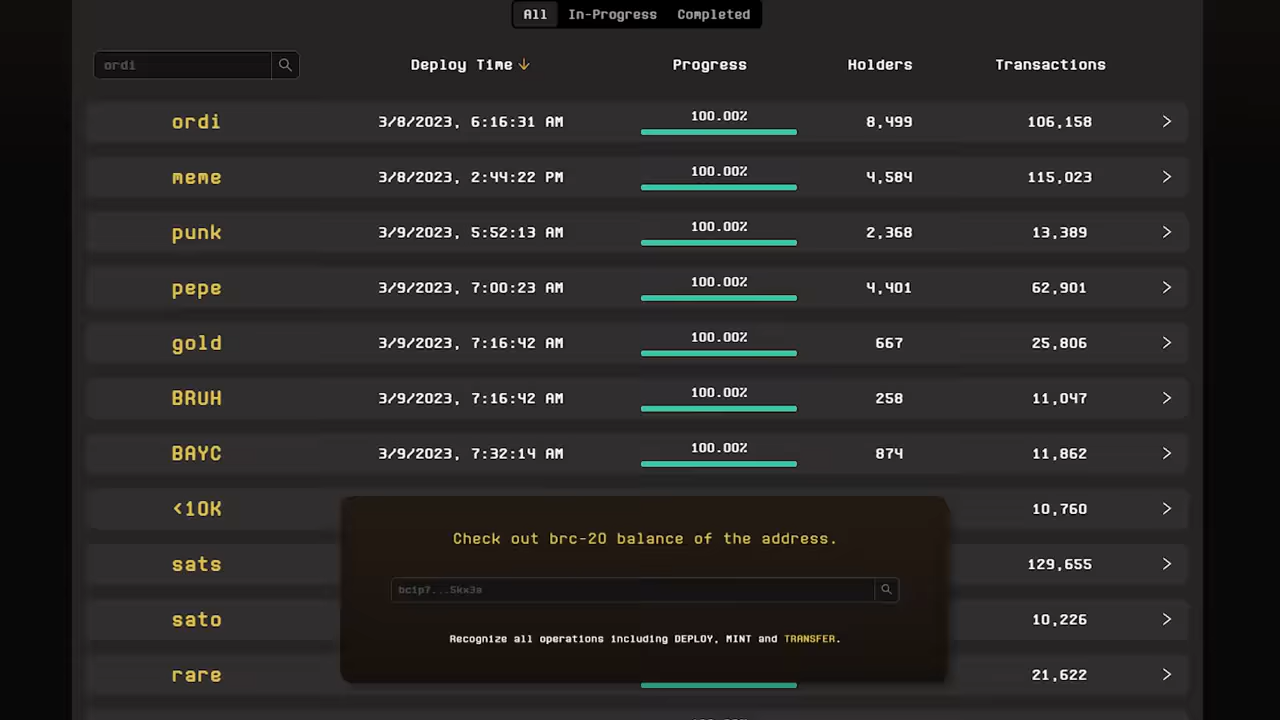 All In-Progress Completed
ordi Deploy Time Progress Holders Transactions
ordi 3/8/2023, 6:16:31 AM 100.00% 8,499 106,158
meme 3/8/2023, 2:44:22 PM 100.00% 4,584 115,023
punk 3/9/2023, 5:52:13 AM 100.00% 2,368 13,389
pepe 3/9/2023, 7:00:23 AM 100.00% 4,401 62,901
gold 3/9/2023, 7:16:42 AM 100.00% 667 25,806
BRUH 3/9/2023, 7:16:42 AM 100.00% 258 11,047
BAYC 3/9/2023, 7:32:14 AM 100.00% 874 11,862
<10K 10,760
Check out brc-20 balance of the address.
sats 129,655
bc1p7...5kx3s
sato 10,226
Recognize all operations including DEPLOY, MINT and TRANSFER.
rare 21,622